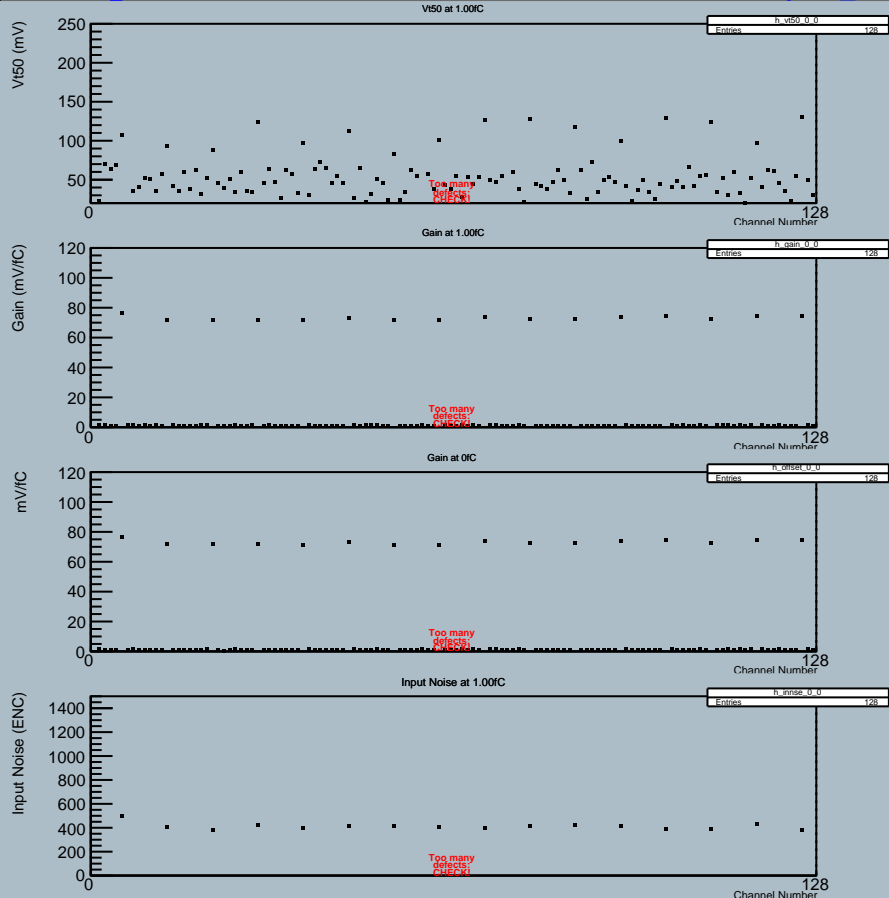 Vt50 at 1.00fC
h_vt50_0_0
Entries 128
Vt50 (mV)
250
200
150
100
50
Too many
defects:
CHECK!
0 128
Channel Number
Gain at 1.00fC
h_gain_0_0
Entries 128
Gain (mV/fC)
120
100
80
60
40
20
0
Too many
defects:
CHECK!
0 128
Channel Number
Gain at 0fC
h_offset_0_0
Entries 128
mV/fC
120
100
80
60
40
20
0
Too many
defects:
CHECK!
0 128
Channel Number
Input Noise at 1.00fC
h_innse_0_0
Entries 128
Input Noise (ENC)
1400
1200
1000
800
600
400
200
0
Too many
defects:
CHECK!
0 128
Channel Number